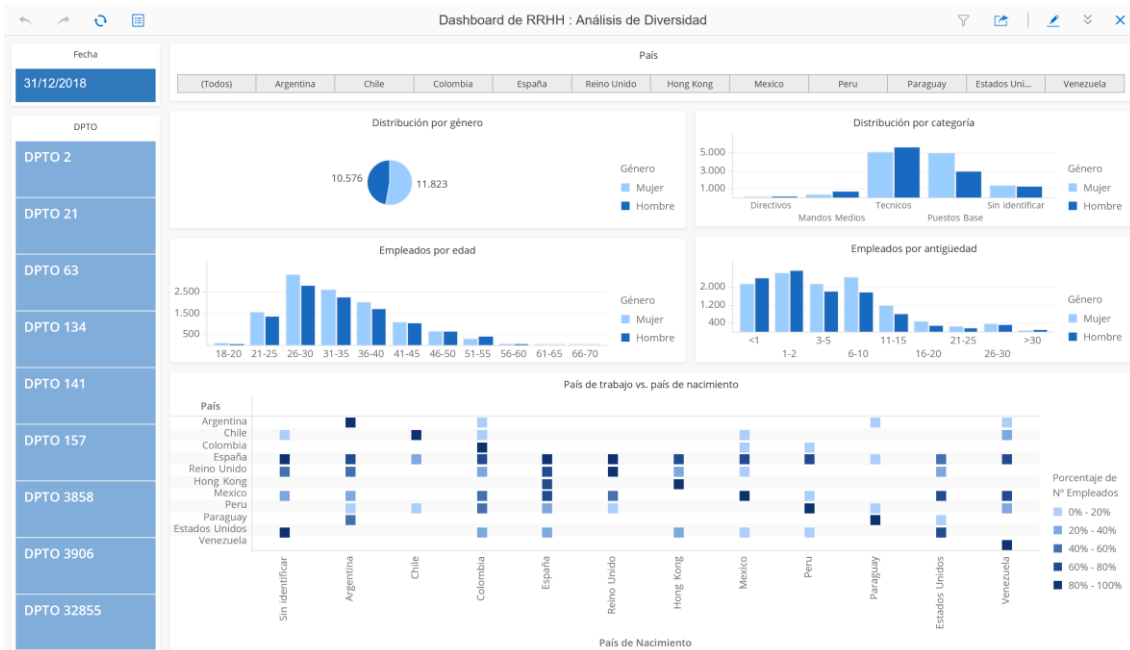 Dashboard de RRHH : Análisis de Diversidad
Fecha
31/12/2018
DPTO
DPTO 2
DPTO 21
DPTO 63
DPTO 134
DPTO 141
DPTO 157
DPTO 3858
DPTO 3906
DPTO 32855
País
(Todos) Argentina Chile Colombia España Reino Unido Hong Kong Mexico Peru Paraguay Estados Uni... Venezuela
Distribución por género
10.576
11.823
Género
Mujer
Hombre
Distribución por categoría
5.000
3.000
1.000
Directivos Tecnicos Sin identificar
Mandos Medios Puestos Base
Género
Mujer
Hombre
Empleados por edad
2.500
1.500
500
18-20 21-25 26-30 31-35 36-40 41-45 46-50 51-55 56-60 61-65 66-70
Género
Mujer
Hombre
Empleados por antigüedad
2.000
1.200
400
<1 3-5 11-15 21-25 >30
1-2 6-10 16-20 26-30
Género
Mujer
Hombre
País de trabajo vs. país de nacimiento
País
Argentina
Chile
Colombia
España
Reino Unido
Hong Kong
Mexico
Peru
Paraguay
Estados Unidos
Venezuela
Sin identificar
Argentina
Chile
Colombia
España
Reino Unido
Hong Kong
Mexico
Peru
Paraguay
Estados Unidos
Venezuela
País de Nacimiento
Porcentaje de
Nº Empleados
0% - 20%
20% - 40%
40% - 60%
60% - 80%
80% - 100%